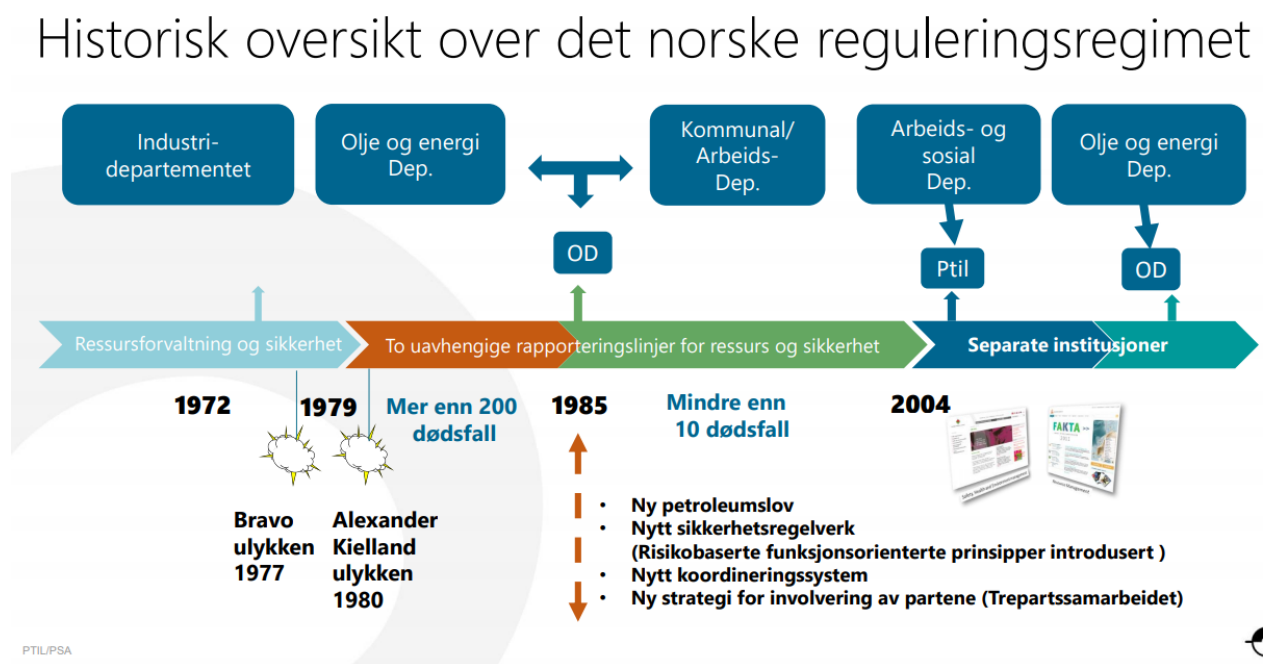 Historisk oversikt over det norske reguleringsregimet
Industri-
departementet
Olje og energi
Dep.
Kommunal/
Arbeids-
Dep.
Arbeids- og
sosial
Dep.
Olje og energi
Dep.
OD
Ptil
OD
Ressursforvaltning og sikkerhet
To uavhengige rapporteringslinjer for ressurs og sikkerhet
Separate institusjoner
1972
1979
Mer enn 200
dødsfall
1985
Mindre enn
10 dødsfall
2004
FAKTA
Bravo
ulykken
1977
Alexander
Kielland
ulykken
1980
• Ny petroleumslov
• Nytt sikkerhetsregelverk
(Risikobaserte funksjonsorienterte prinsipper introdusert )
• Nytt koordineringssystem
• Ny strategi for involvering av partene (Trepartssamarbeidet)
PTIL/PSA